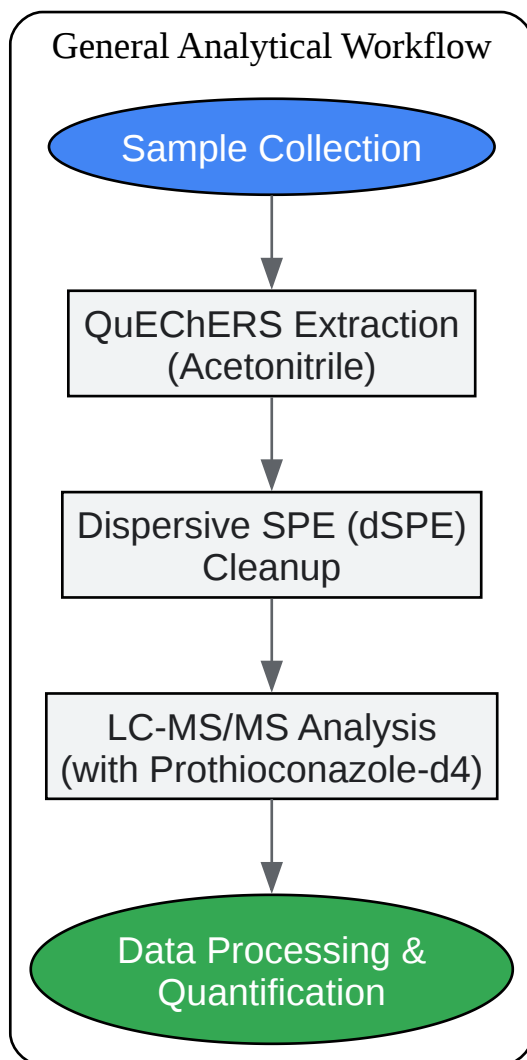 General Analytical Workflow
Sample Collection
QuEChERS Extraction
(Acetonitrile)
Dispersive SPE (dSPE)
Cleanup
LC-MS/MS Analysis
(with Prothioconazole-d4)
Data Processing &
Quantification